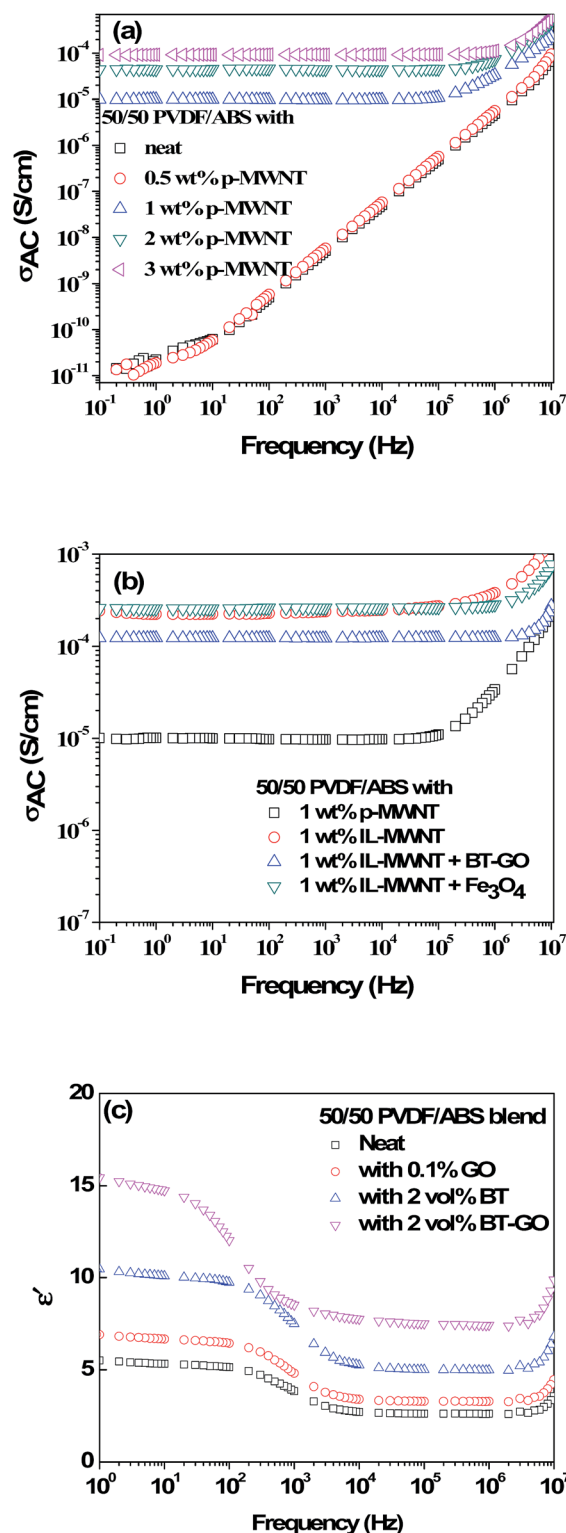 (a)
10⁻⁴
10⁻⁵
10⁻⁶
10⁻⁷
10⁻⁸
10⁻⁹
10⁻¹⁰
10⁻¹¹
σAC (S/cm)
50/50 PVDF/ABS with
neat
0.5 wt% p-MWNT
1 wt% p-MWNT
2 wt% p-MWNT
3 wt% p-MWNT
10⁻¹ 10⁰ 10¹ 10² 10³ 10⁴ 10⁵ 10⁶ 10⁷
Frequency (Hz)
(b)
10⁻³
10⁻⁴
10⁻⁵
10⁻⁶
10⁻⁷
σAC (S/cm)
50/50 PVDF/ABS with
1 wt% p-MWNT
1 wt% IL-MWNT
1 wt% IL-MWNT + BT-GO
1 wt% IL-MWNT + Fe₃O₄
10⁻¹ 10⁰ 10¹ 10² 10³ 10⁴ 10⁵ 10⁶ 10⁷
Frequency (Hz)
(c)
20
15
10
5
0
ε′
50/50 PVDF/ABS blend
Neat
with 0.1% GO
with 2 vol% BT
with 2 vol% BT-GO
10⁰ 10¹ 10² 10³ 10⁴ 10⁵ 10⁶ 10⁷
Frequency (Hz)